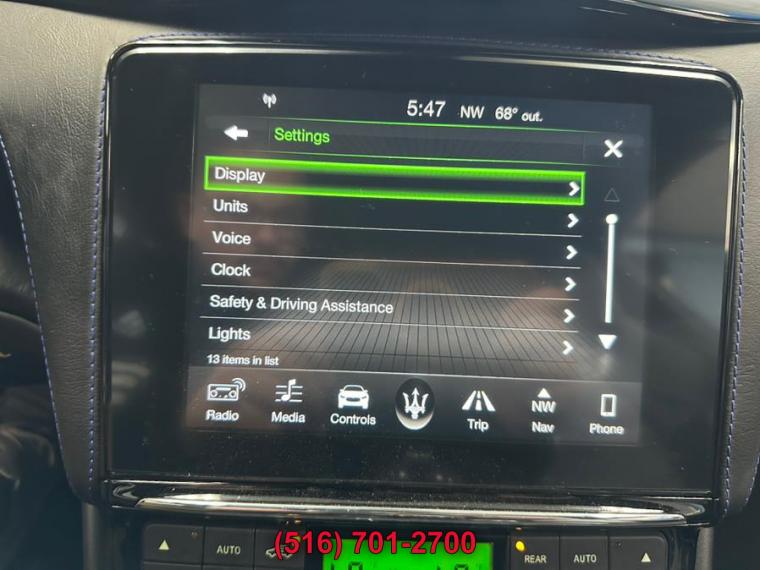 5:47 NW 68° out.
Settings
Display
Units
Voice
Clock
Safety & Driving Assistance
Lights
13 items in list
Radio Media Controls Trip NW Nav Phone
(516) 701-2700
AUTO REAR AUTO